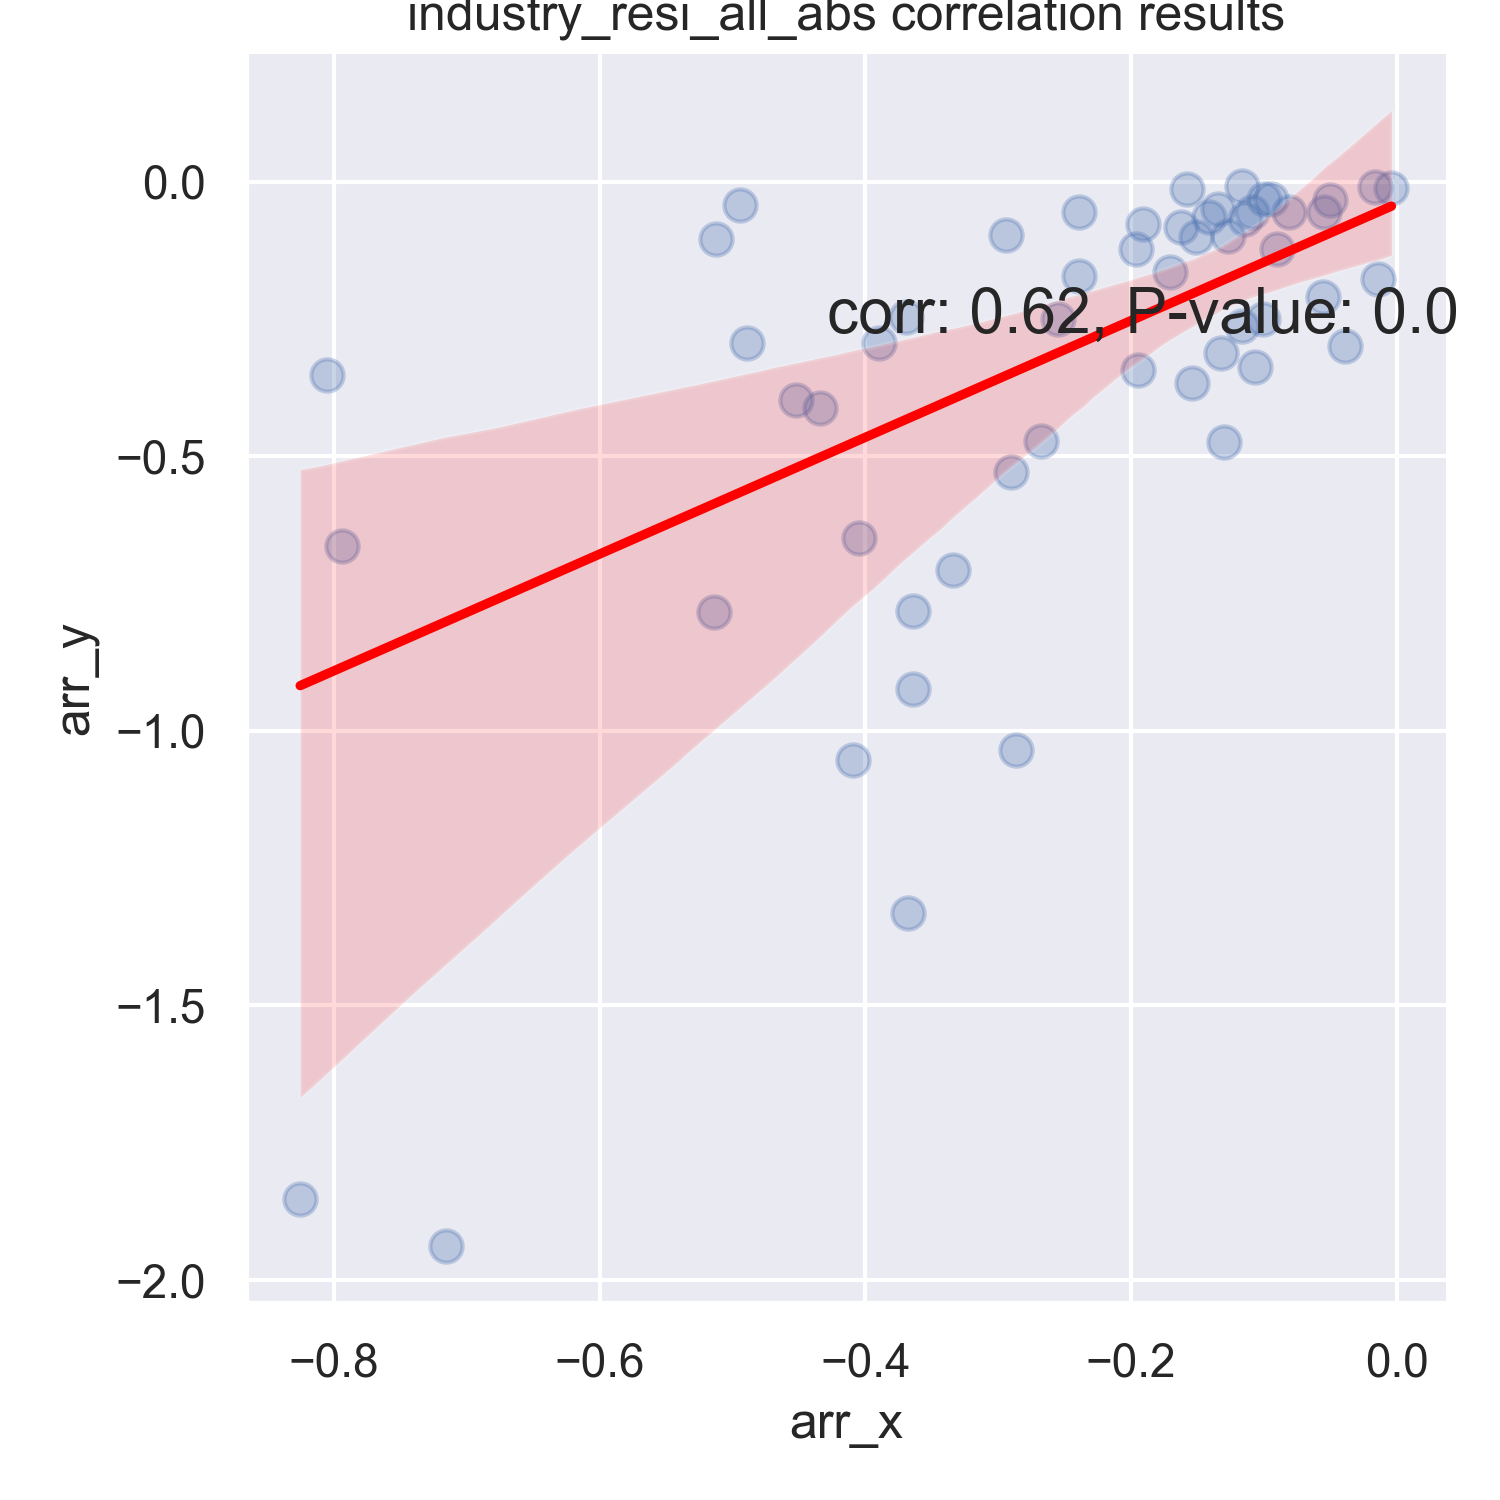 industry_resi_all_abs correlation results
0.0
−0.5
−1.0
−1.5
−2.0
arr_y
corr: 0.62, P-value: 0.0
−0.8 −0.6 −0.4 −0.2 0.0
arr_x